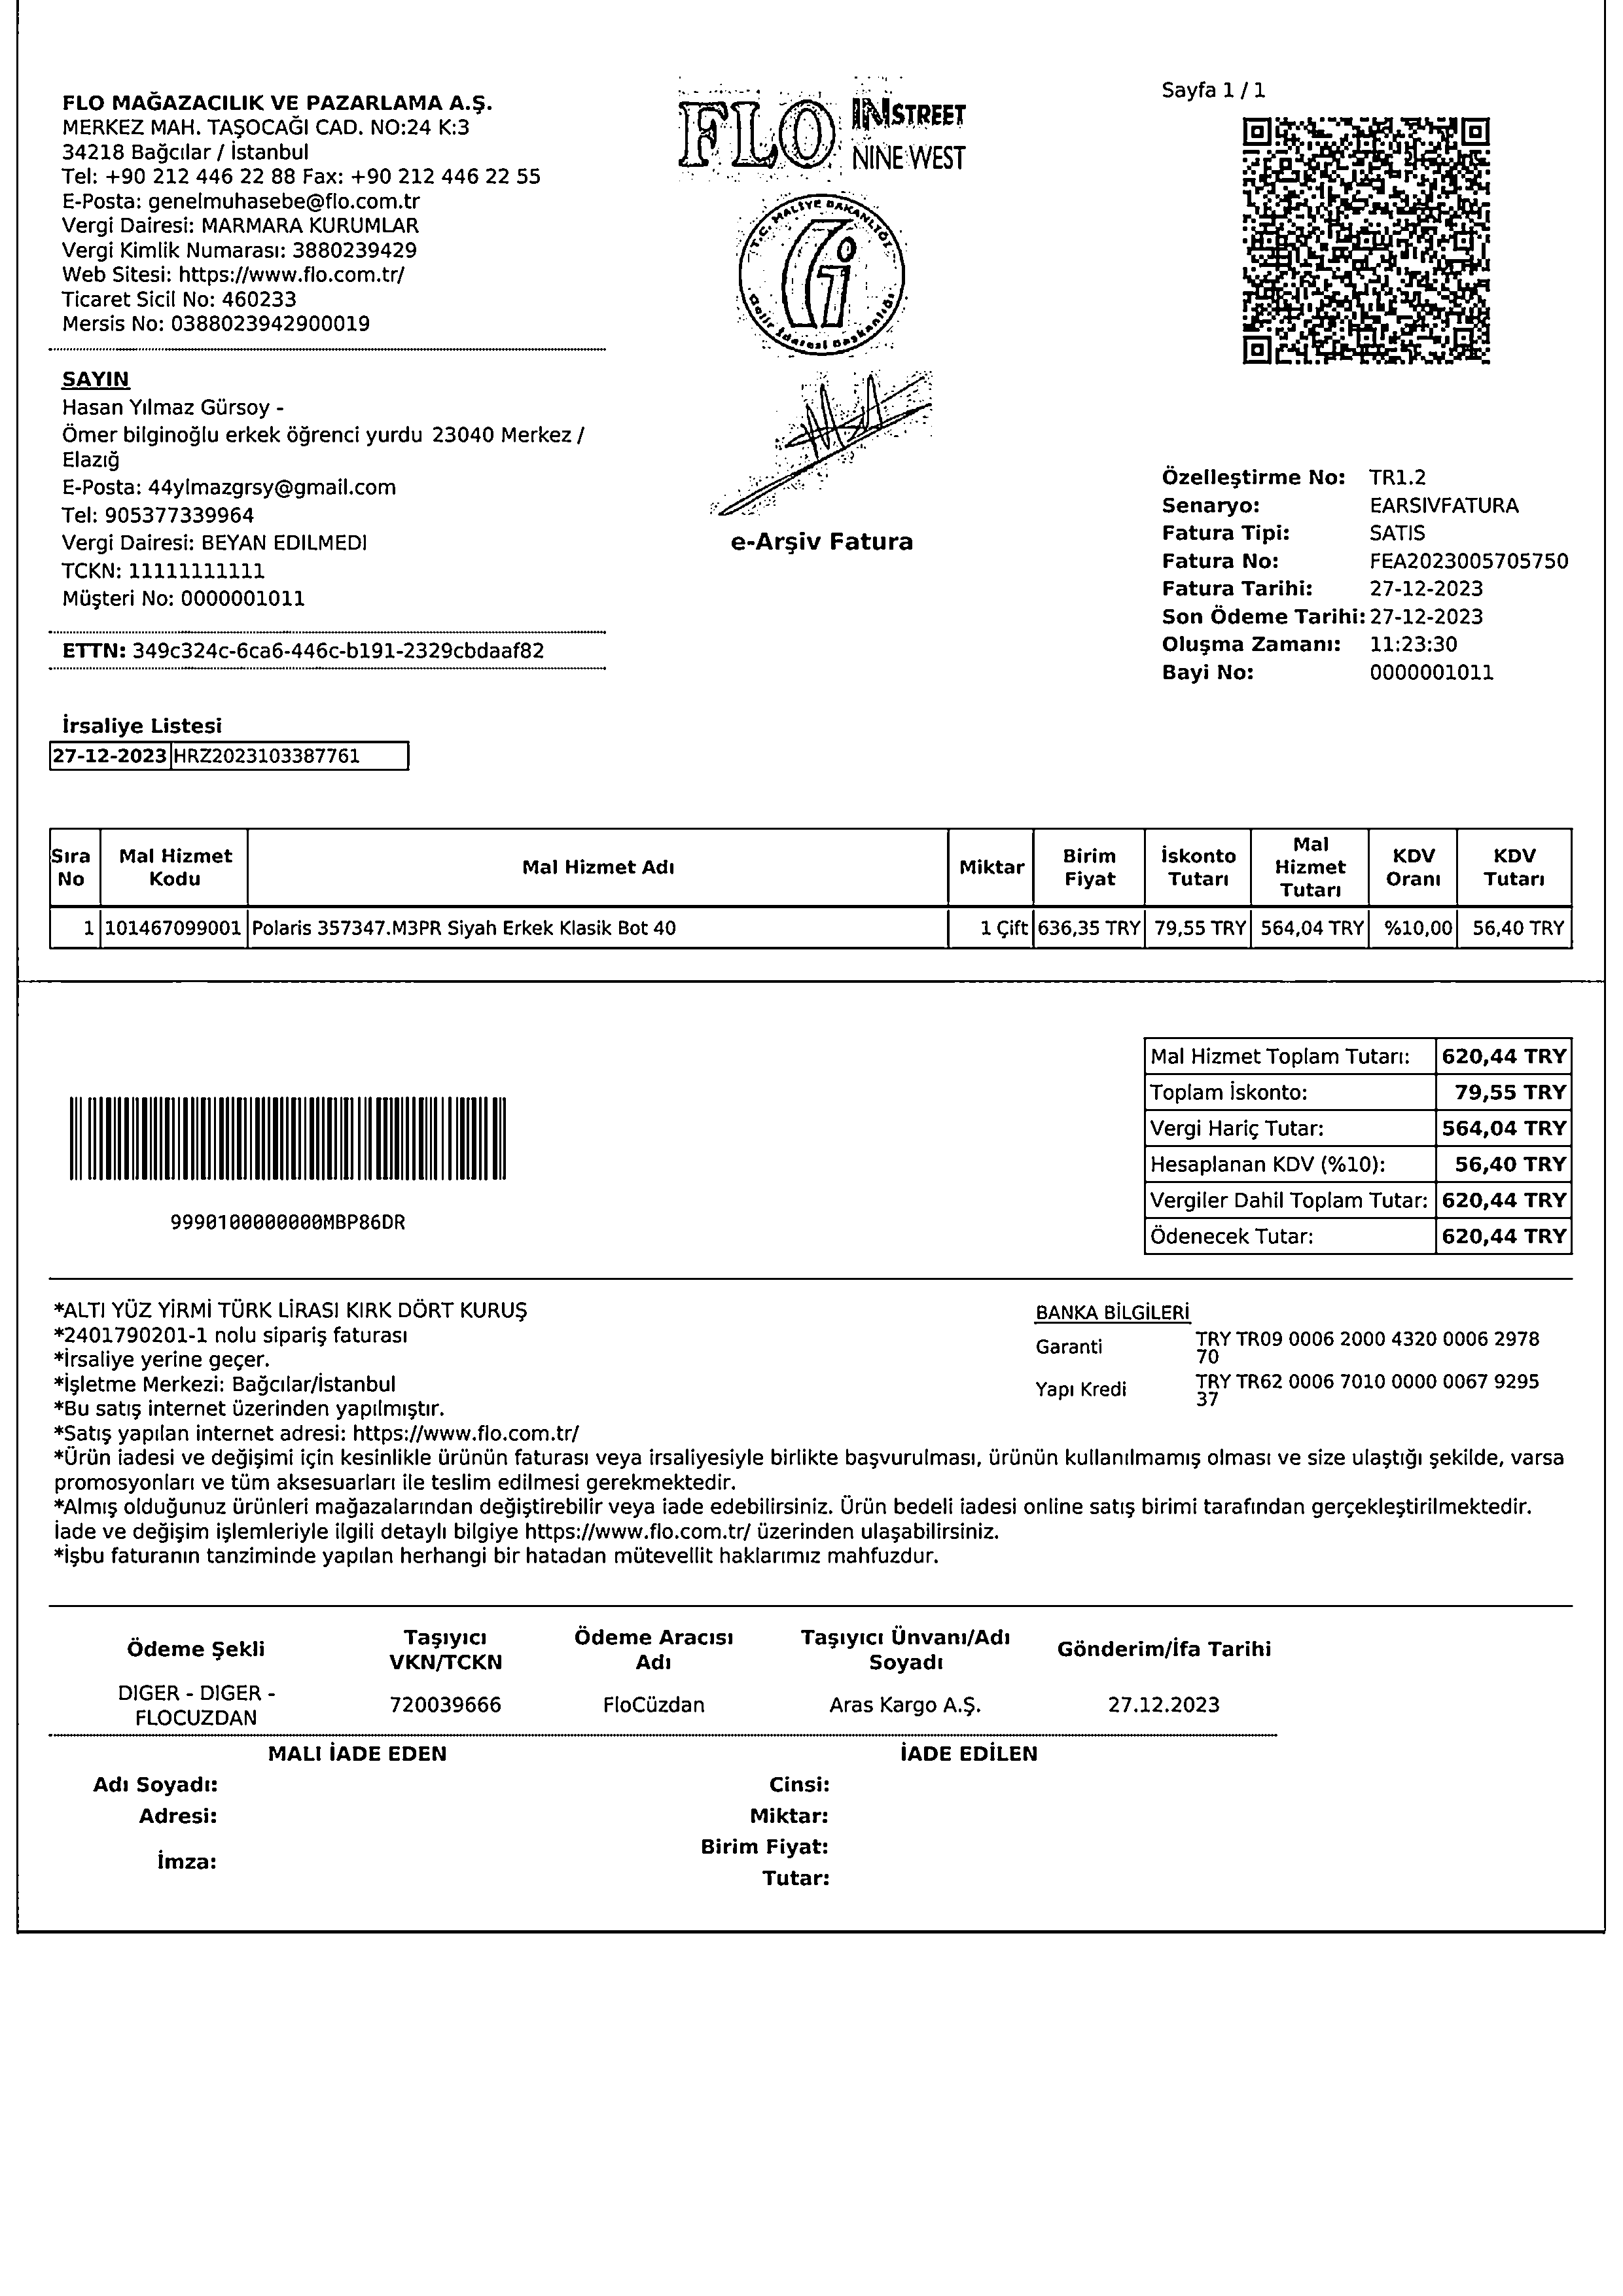 Sayfa 1 / 1
FLO MAĞAZACILIK VE PAZARLAMA A.Ş.
MERKEZ MAH. TAŞOCAĞI CAD. NO:24 K:3
34218 Bağcılar / İstanbul
Tel: +90 212 446 22 88 Fax: +90 212 446 22 55
E-Posta: genelmuhasebe@flo.com.tr
Vergi Dairesi: MARMARA KURUMLAR
Vergi Kimlik Numarası: 3880239429
Web Sitesi: https://www.flo.com.tr/
Ticaret Sicil No: 460233
Mersis No: 0388023942900019
FLO INSTREET
NINE WEST
T.C. MALİYE BAKANLIĞI
Gelir İdaresi Başkanlığı
e-Arşiv Fatura
SAYIN
Hasan Yılmaz Gürsoy -
Ömer bilginoğlu erkek öğrenci yurdu 23040 Merkez /
Elazığ
E-Posta: 44ylmazgrsy@gmail.com
Tel: 905377339964
Vergi Dairesi: BEYAN EDILMEDI
TCKN: 11111111111
Müşteri No: 0000001011
ETTN: 349c324c-6ca6-446c-b191-2329cbdaaf82
Özelleştirme No: TR1.2
Senaryo: EARSIVFATURA
Fatura Tipi: SATIS
Fatura No: FEA2023005705750
Fatura Tarihi: 27-12-2023
Son Ödeme Tarihi: 27-12-2023
Oluşma Zamanı: 11:23:30
Bayi No: 0000001011
İrsaliye Listesi
27-12-2023 HRZ2023103387761
Sıra No Mal Hizmet Kodu Mal Hizmet Adı Miktar Birim Fiyat İskonto Tutarı Mal Hizmet Tutarı KDV Oranı KDV Tutarı
1 101467099001 Polaris 357347.M3PR Siyah Erkek Klasik Bot 40 1 Çift 636,35 TRY 79,55 TRY 564,04 TRY %10,00 56,40 TRY
Mal Hizmet Toplam Tutarı: 620,44 TRY
Toplam İskonto: 79,55 TRY
Vergi Hariç Tutar: 564,04 TRY
Hesaplanan KDV (%10): 56,40 TRY
Vergiler Dahil Toplam Tutar: 620,44 TRY
Ödenecek Tutar: 620,44 TRY
9990100000000MBP86DR
*ALTI YÜZ YİRMİ TÜRK LİRASI KIRK DÖRT KURUŞ
*2401790201-1 nolu sipariş faturası
*İrsaliye yerine geçer.
*İşletme Merkezi: Bağcılar/İstanbul
*Bu satış internet üzerinden yapılmıştır.
*Satış yapılan internet adresi: https://www.flo.com.tr/
BANKA BİLGİLERİ
Garanti TRY TR09 0006 2000 4320 0006 2978
70
Yapı Kredi TRY TR62 0006 7010 0000 0067 9295
37
*Ürün iadesi ve değişimi için kesinlikle ürünün faturası veya irsaliyesiyle birlikte başvurulması, ürünün kullanılmamış olması ve size ulaştığı şekilde, varsa
promosyonları ve tüm aksesuarları ile teslim edilmesi gerekmektedir.
*Almış olduğunuz ürünleri mağazalarından değiştirebilir veya iade edebilirsiniz. Ürün bedeli iadesi online satış birimi tarafından gerçekleştirilmektedir.
İade ve değişim işlemleriyle ilgili detaylı bilgiye https://www.flo.com.tr/ üzerinden ulaşabilirsiniz.
*İşbu faturanın tanziminde yapılan herhangi bir hatadan mütevellit haklarımız mahfuzdur.
Ödeme Şekli Taşıyıcı VKN/TCKN Ödeme Aracısı Adı Taşıyıcı Ünvanı/Adı Soyadı Gönderim/İfa Tarihi
DIGER - DIGER - FLOCUZDAN 720039666 FloCüzdan Aras Kargo A.Ş. 27.12.2023
MALI İADE EDEN İADE EDİLEN
Adı Soyadı: Cinsi:
Adresi: Miktar:
Birim Fiyat:
İmza:
Tutar: